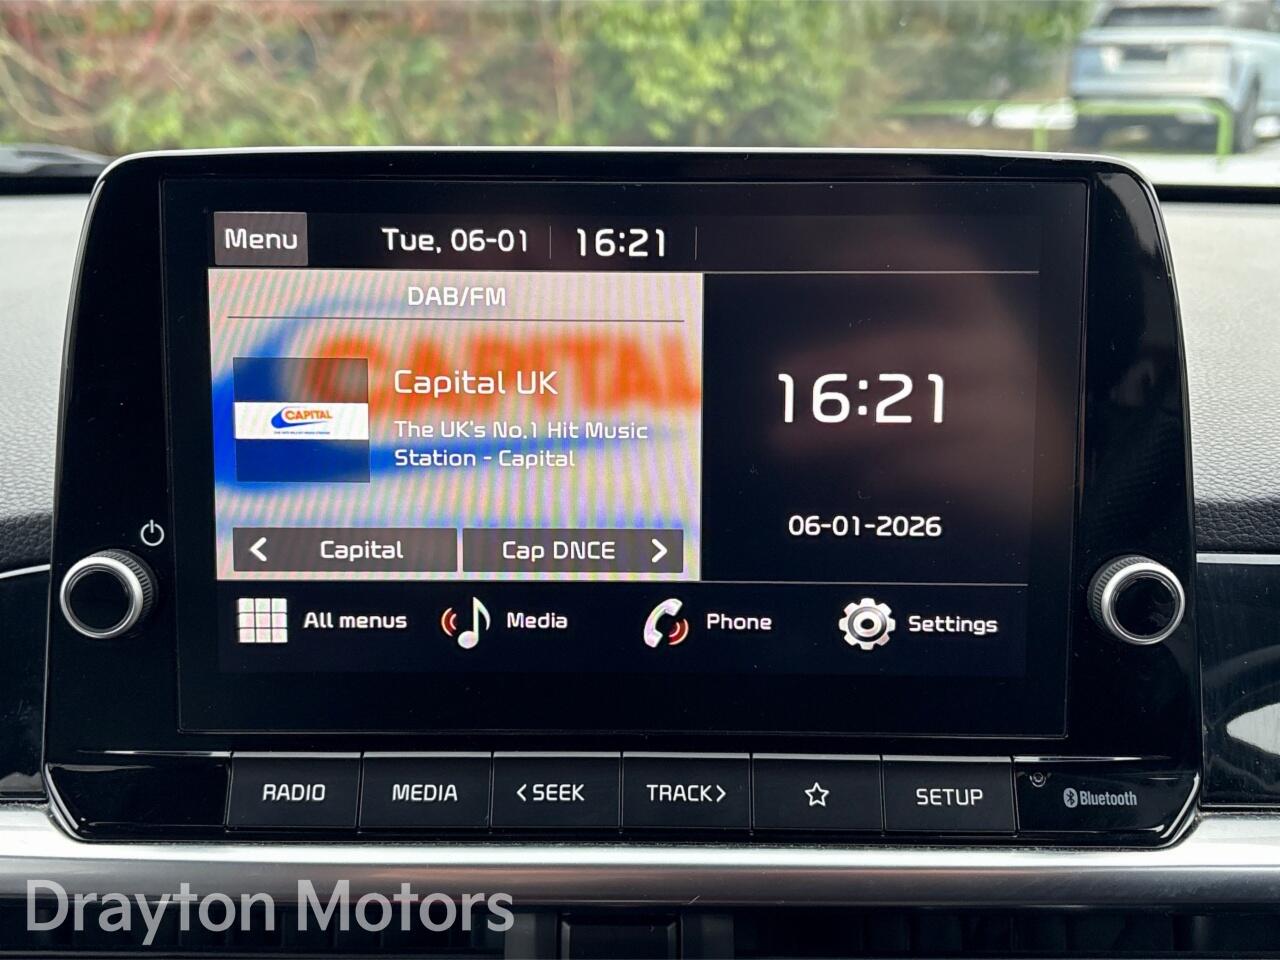 Menu
Tue, 06-01
16:21
DAB/FM
CAPITAL
Capital UK
CAPITAL
The UK's No.1 Hit Music
Station - Capital
< Capital
Cap DNCE >
16:21
06-01-2026
All menus
Media
Phone
Settings
RADIO
MEDIA
<SEEK
TRACK>
SETUP
Bluetooth
Drayton Motors